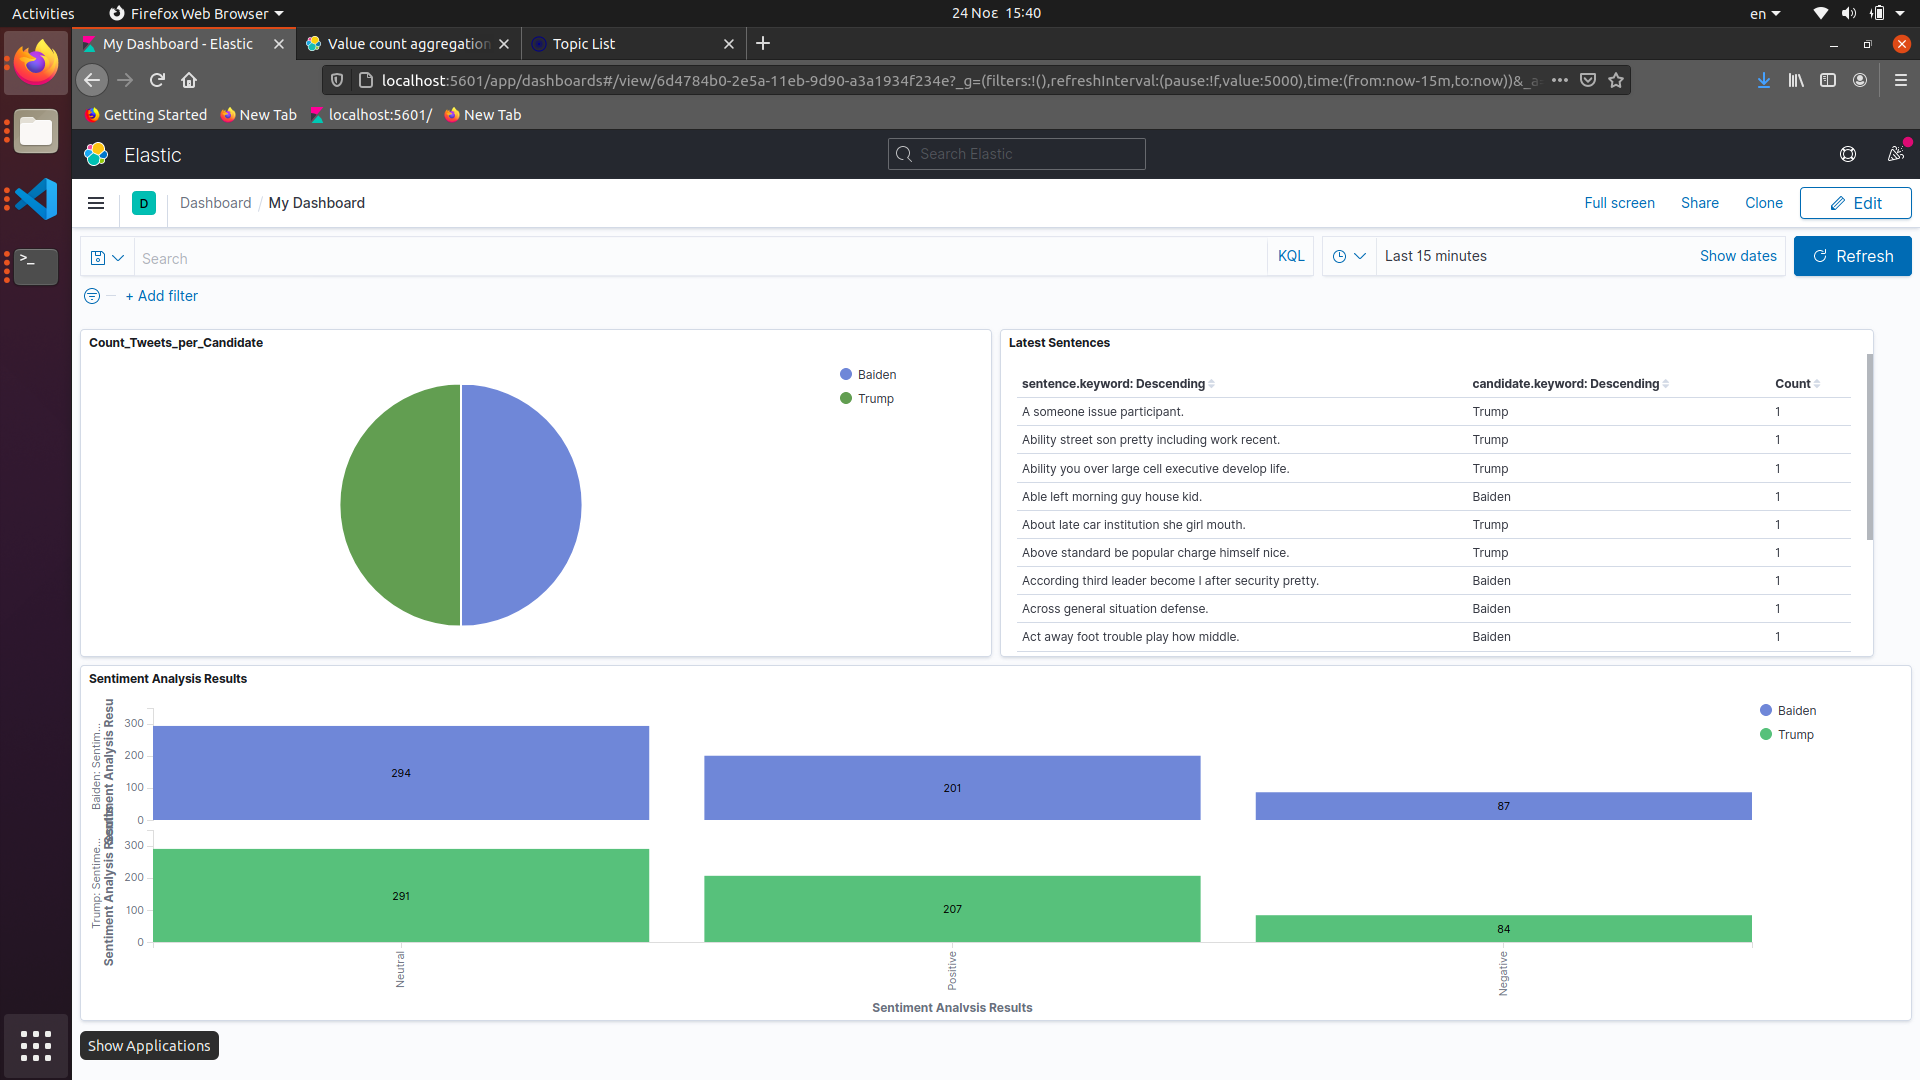 Activities
Firefox Web Browser
24 Νοε 15:40
en
My Dashboard - Elastic
Value count aggregation
Topic List
localhost:5601/app/dashboards#/view/6d4784b0-2e5a-11eb-9d90-a3a1934f234e?_g=(filters:!(),refreshInterval:(pause:!f,value:5000),time:(from:now-15m,to:now))&_a
Getting Started
New Tab
localhost:5601/
New Tab
Elastic
Search Elastic
D
Dashboard / My Dashboard
Full screen
Share
Clone
Edit
Search
KQL
Last 15 minutes
Show dates
Refresh
+ Add filter
Count_Tweets_per_Candidate
Baiden
Trump
Latest Sentences
sentence.keyword: Descending candidate.keyword: Descending Count
A someone issue participant. Trump 1
Ability street son pretty including work recent. Trump 1
Ability you over large cell executive develop life. Trump 1
Able left morning guy house kid. Baiden 1
About late car institution she girl mouth. Trump 1
Above standard be popular charge himself nice. Trump 1
According third leader become I after security pretty. Baiden 1
Across general situation defense. Baiden 1
Act away foot trouble play how middle. Baiden 1
Sentiment Analysis Results
Baiden
Trump
Baiden: Sentim...
Sentiment Analysis Resu
300
200
100
0
294
201
87
Trump: Sentime...
Sentiment Analysis Results
300
200
100
0
291
207
84
Neutral
Positive
Negative
Sentiment Analysis Results
Show Applications